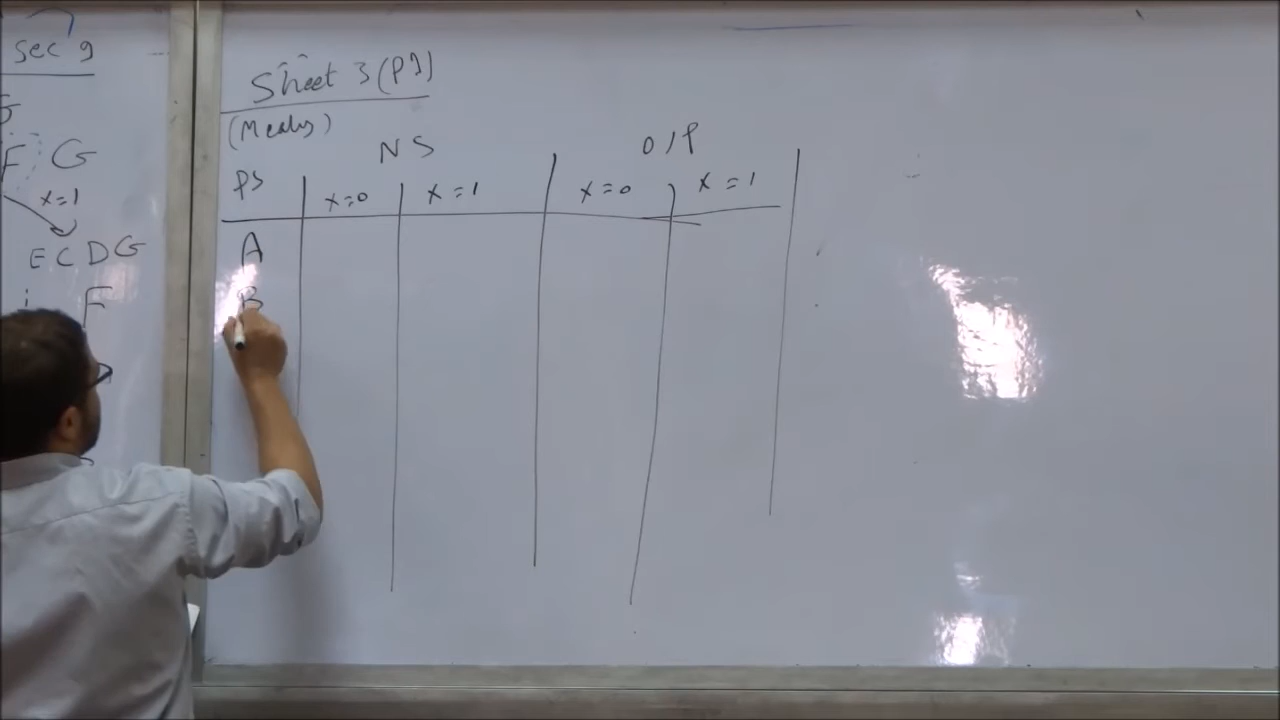 sec 9
G
F G
x=1
E C D G
F
Sheet 3 (P1)
(Mealy)
NS O/P
PS x=0 x=1 x=0 x=1
A
B